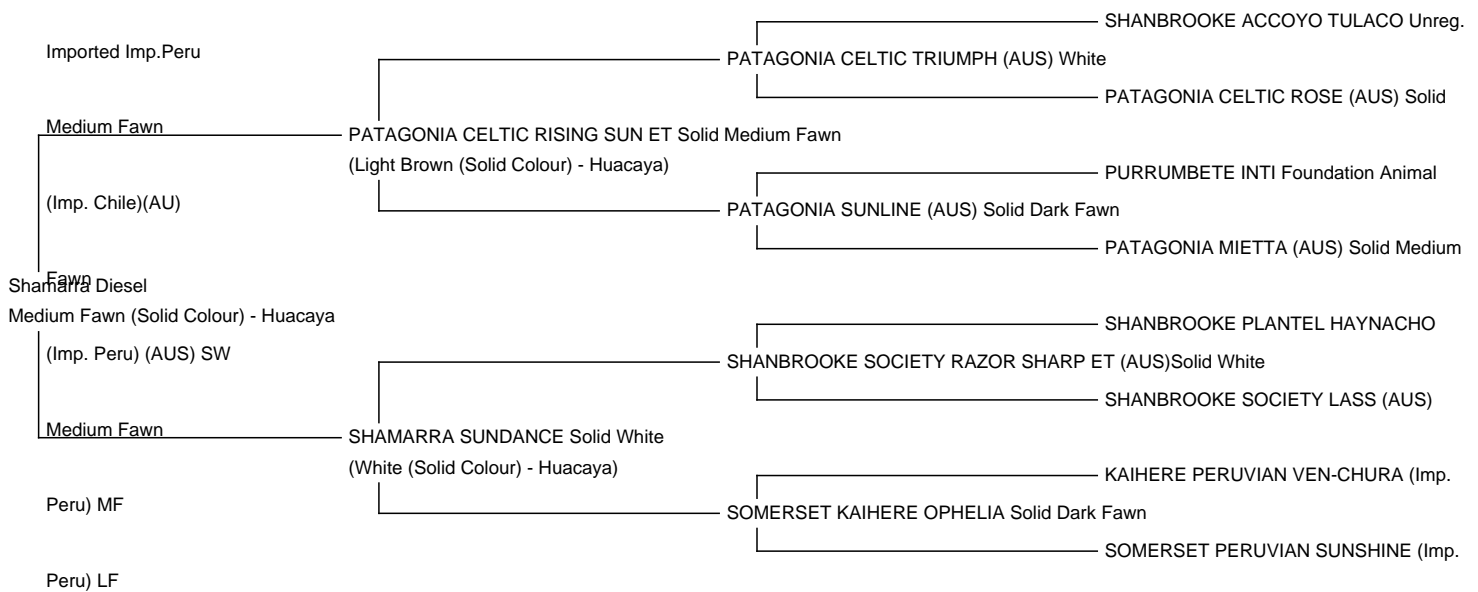 SHANBROOKE ACCOYO TULACO Unreg.
Imported Imp.Peru
PATAGONIA CELTIC TRIUMPH (AUS) White
PATAGONIA CELTIC ROSE (AUS) Solid
Medium Fawn
PATAGONIA CELTIC RISING SUN ET Solid Medium Fawn
(Light Brown (Solid Colour) - Huacaya)
PURRUMBETE INTI Foundation Animal
(Imp. Chile)(AU)
PATAGONIA SUNLINE (AUS) Solid Dark Fawn
PATAGONIA MIETTA (AUS) Solid Medium
Fawn
Shamarra Diesel
Medium Fawn (Solid Colour) - Huacaya
SHANBROOKE PLANTEL HAYNACHO
(Imp. Peru) (AUS) SW
SHANBROOKE SOCIETY RAZOR SHARP ET (AUS)Solid White
SHANBROOKE SOCIETY LASS (AUS)
Medium Fawn
SHAMARRA SUNDANCE Solid White
(White (Solid Colour) - Huacaya)
KAIHERE PERUVIAN VEN-CHURA (Imp.
Peru) MF
SOMERSET KAIHERE OPHELIA Solid Dark Fawn
SOMERSET PERUVIAN SUNSHINE (Imp.
Peru) LF